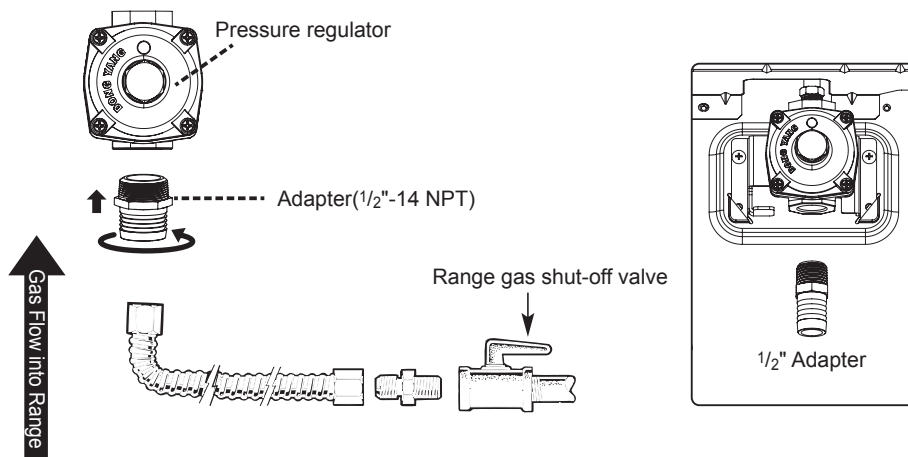 Pressure regulator
DONG YANG
Adapter(1/2"-14 NPT)
Gas Flow into Range
Range gas shut-off valve
DONG YANG
1/2" Adapter